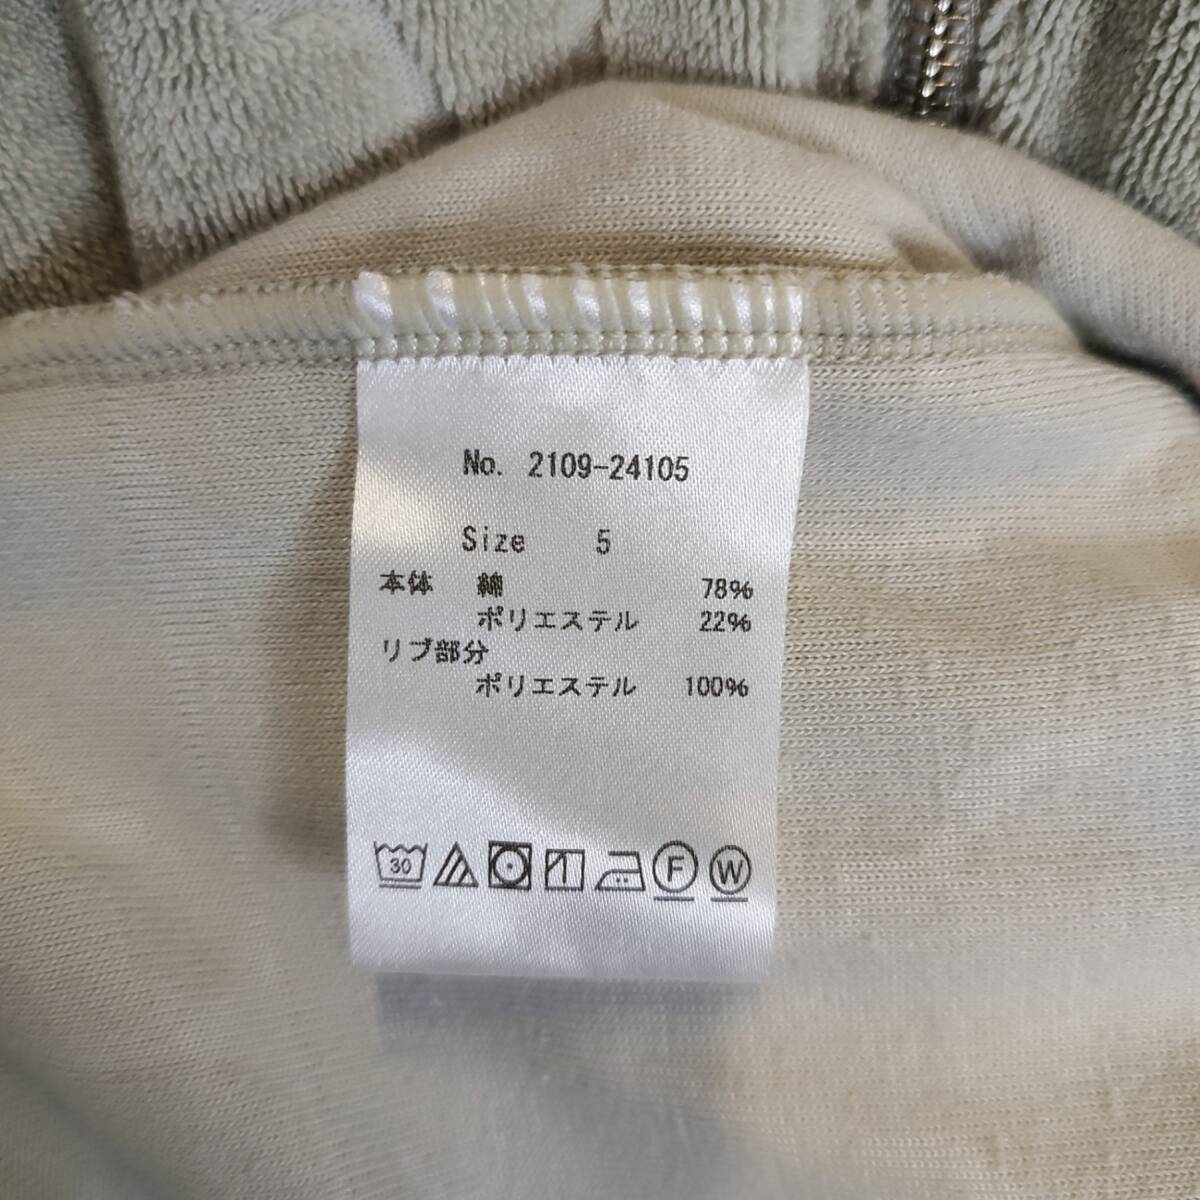 No. 2109-24105
Size 5
本体 綿 78%
ポリエステル 22%
リブ部分
ポリエステル 100%
30 F W